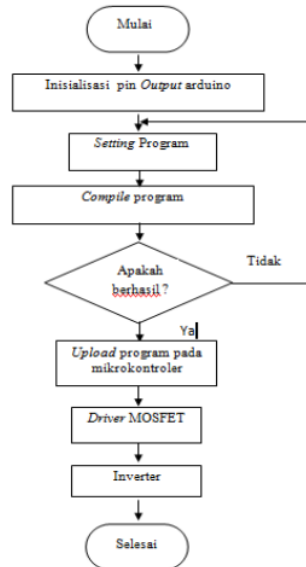 Mulai
Inisialisasi pin Output arduino
Setting Program
Compile program
Apakah
berhasil ?
Tidak
Ya
Upload program pada
mikrokontroler
Driver MOSFET
Inverter
Selesai